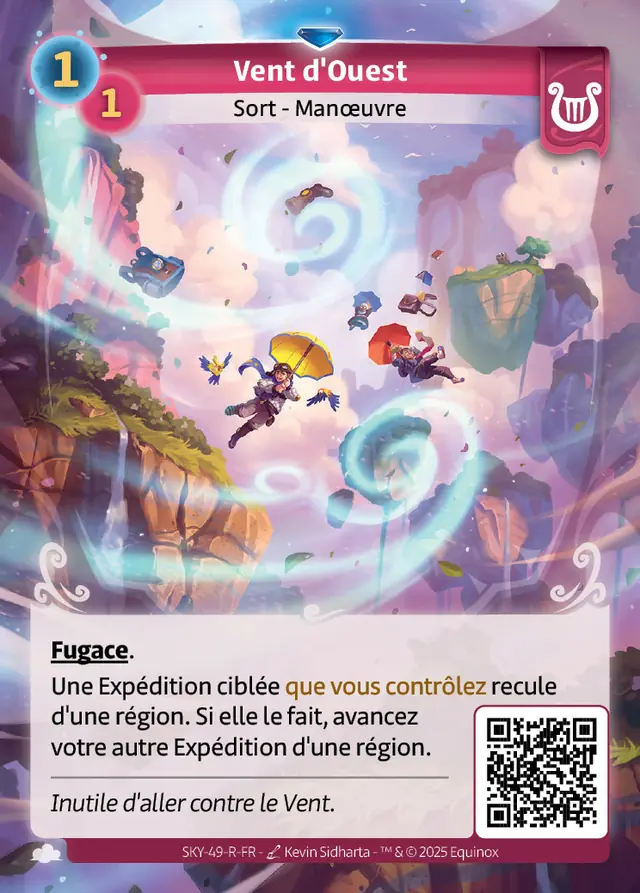 1
Vent d'Ouest
1
Sort - Manœuvre
Fugace.
Une Expédition ciblée que vous contrôlez recule
d'une région. Si elle le fait, avancez
votre autre Expédition d'une région.
Inutile d'aller contre le Vent.
SKY-49-R-FR - Kevin Sidharta - ™ & © 2025 Equinox